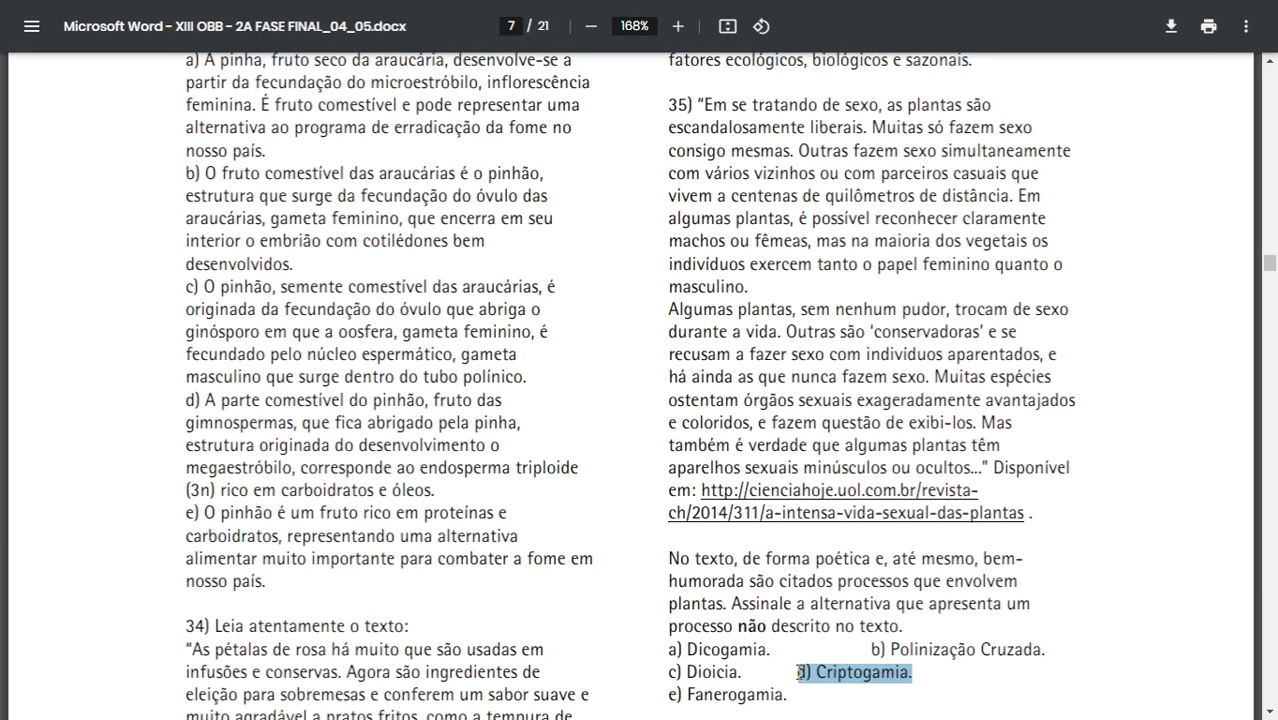 Microsoft Word - XIII OBB - 2A FASE FINAL_04_05.docx
7 / 21
168%
a) A pinha, fruto seco da araucária, desenvolve-se a
partir da fecundação do microestróbilo, inflorescência
feminina. É fruto comestível e pode representar uma
alternativa ao programa de erradicação da fome no
nosso país.
b) O fruto comestível das araucárias é o pinhão,
estrutura que surge da fecundação do óvulo das
araucárias, gameta feminino, que encerra em seu
interior o embrião com cotilédones bem
desenvolvidos.
c) O pinhão, semente comestível das araucárias, é
originada da fecundação do óvulo que abriga o
ginósporo em que a oosfera, gameta feminino, é
fecundado pelo núcleo espermático, gameta
masculino que surge dentro do tubo polínico.
d) A parte comestível do pinhão, fruto das
gimnospermas, que fica abrigado pela pinha,
estrutura originada do desenvolvimento o
megaestróbilo, corresponde ao endosperma triploide
(3n) rico em carboidratos e óleos.
e) O pinhão é um fruto rico em proteínas e
carboidratos, representando uma alternativa
alimentar muito importante para combater a fome em
nosso país.
34) Leia atentamente o texto:
“As pétalas de rosa há muito que são usadas em
infusões e conservas. Agora são ingredientes de
eleição para sobremesas e conferem um sabor suave e
muito agradável a pratos fritos, como a tempura de
fatores ecológicos, biológicos e sazonais.
35) “Em se tratando de sexo, as plantas são
escandalosamente liberais. Muitas só fazem sexo
consigo mesmas. Outras fazem sexo simultaneamente
com vários vizinhos ou com parceiros casuais que
vivem a centenas de quilômetros de distância. Em
algumas plantas, é possível reconhecer claramente
machos ou fêmeas, mas na maioria dos vegetais os
indivíduos exercem tanto o papel feminino quanto o
masculino.
Algumas plantas, sem nenhum pudor, trocam de sexo
durante a vida. Outras são ‘conservadoras’ e se
recusam a fazer sexo com indivíduos aparentados, e
há ainda as que nunca fazem sexo. Muitas espécies
ostentam órgãos sexuais exageradamente avantajados
e coloridos, e fazem questão de exibi-los. Mas
também é verdade que algumas plantas têm
aparelhos sexuais minúsculos ou ocultos...” Disponível
em: http://cienciahoje.uol.com.br/revista-
ch/2014/311/a-intensa-vida-sexual-das-plantas .
No texto, de forma poética e, até mesmo, bem-
humorada são citados processos que envolvem
plantas. Assinale a alternativa que apresenta um
processo não descrito no texto.
a) Dicogamia. b) Polinização Cruzada.
c) Dioicia. d) Criptogamia.
e) Fanerogamia.